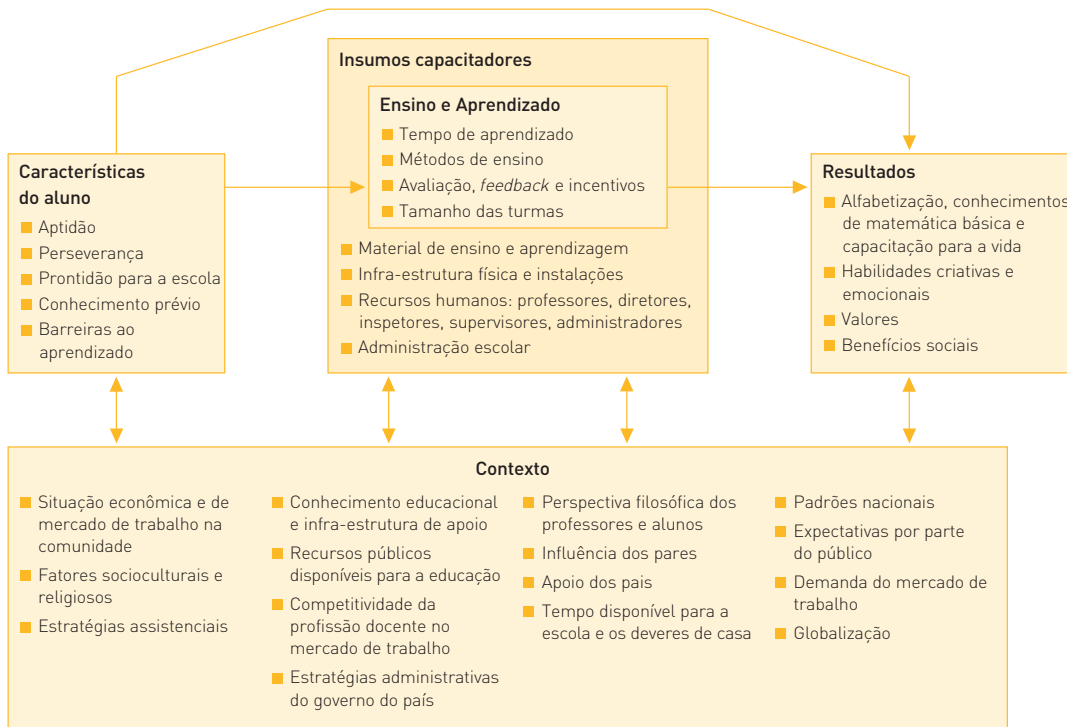 Insumos capacitadores
Ensino e Aprendizado
Tempo de aprendizado
Métodos de ensino
Avaliação, feedback e incentivos
Tamanho das turmas
Material de ensino e aprendizagem
Infra-estrutura física e instalações
Recursos humanos: professores, diretores,
inspetores, supervisores, administradores
Administração escolar
Características
do aluno
Aptidão
Perseverança
Prontidão para a escola
Conhecimento prévio
Barreiras ao
aprendizado
Resultados
Alfabetização, conhecimentos
de matemática básica e
capacitação para a vida
Habilidades criativas e
emocionais
Valores
Benefícios sociais
Contexto
Situação econômica e de
mercado de trabalho na
comunidade
Fatores socioculturais e
religiosos
Estratégias assistenciais
Conhecimento educacional
e infra-estrutura de apoio
Recursos públicos
disponíveis para a educação
Competitividade da
profissão docente no
mercado de trabalho
Estratégias administrativas
do governo do país
Perspectiva filosófica dos
professores e alunos
Influência dos pares
Apoio dos pais
Tempo disponível para a
escola e os deveres de casa
Padrões nacionais
Expectativas por parte
do público
Demanda do mercado de
trabalho
Globalização